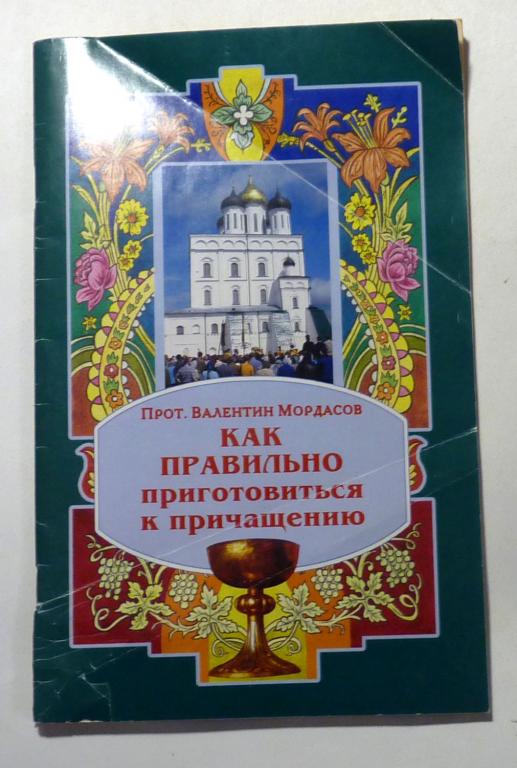 Прот. Валентин Мордасов
КАК
ПРАВИЛЬНО
приготовиться
к причащению